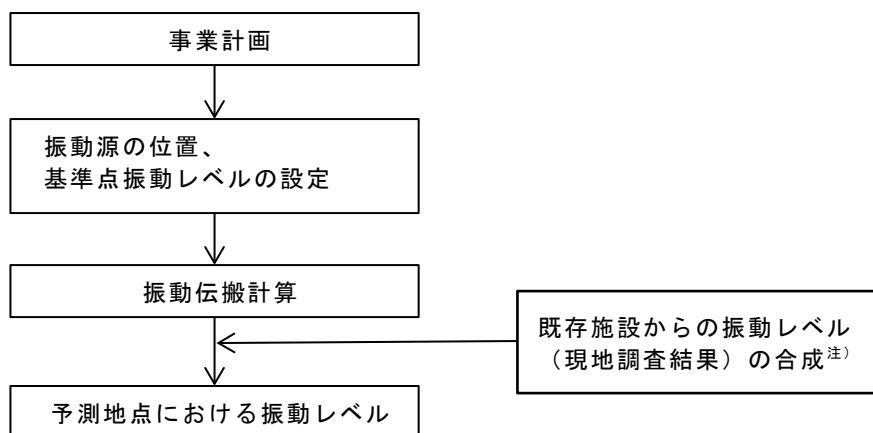 事業計画
振動源の位置、
基準点振動レベルの設定
振動伝搬計算
既存施設からの振動レベル
（現地調査結果）の合成注）
予測地点における振動レベル